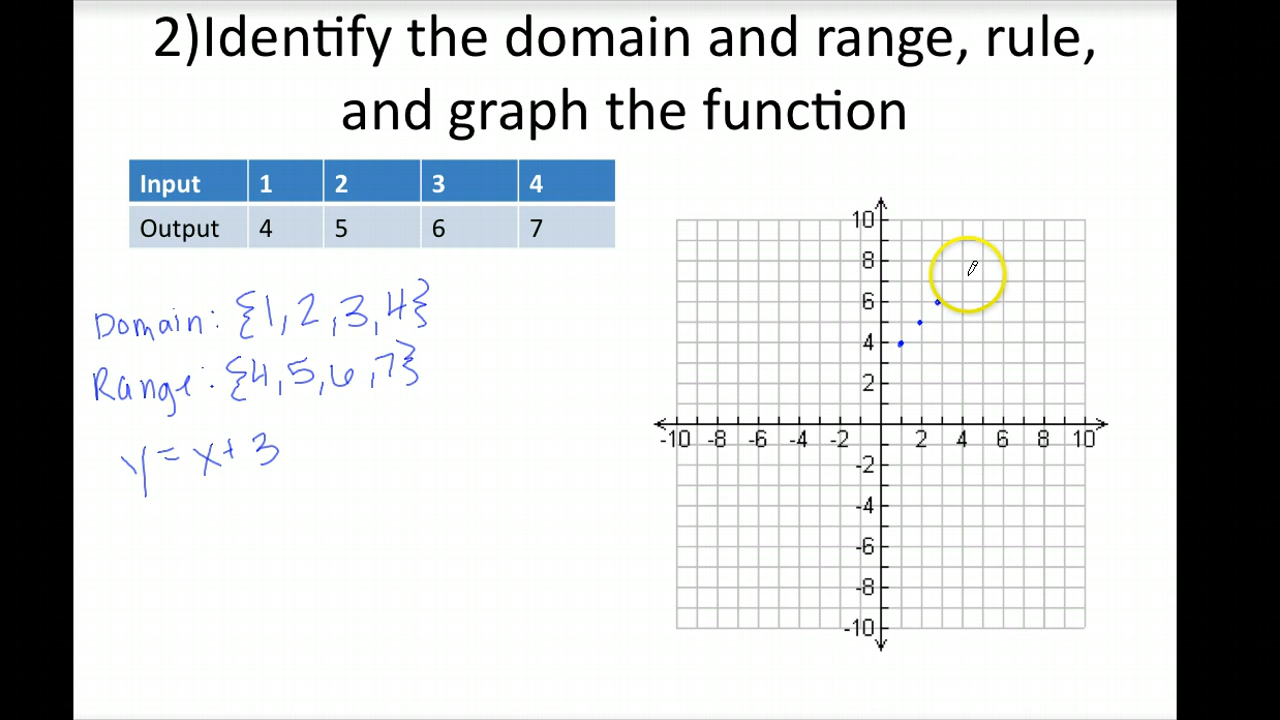 2)Identify the domain and range, rule,
and graph the function
Input 1 2 3 4
Output 4 5 6 7
Domain: {1, 2, 3, 4}
Range: {4, 5, 6, 7}
y = x + 3
10
8
6
4
2
-10 -8 -6 -4 -2 2 4 6 8 10
-2
-4
-6
-8
-10